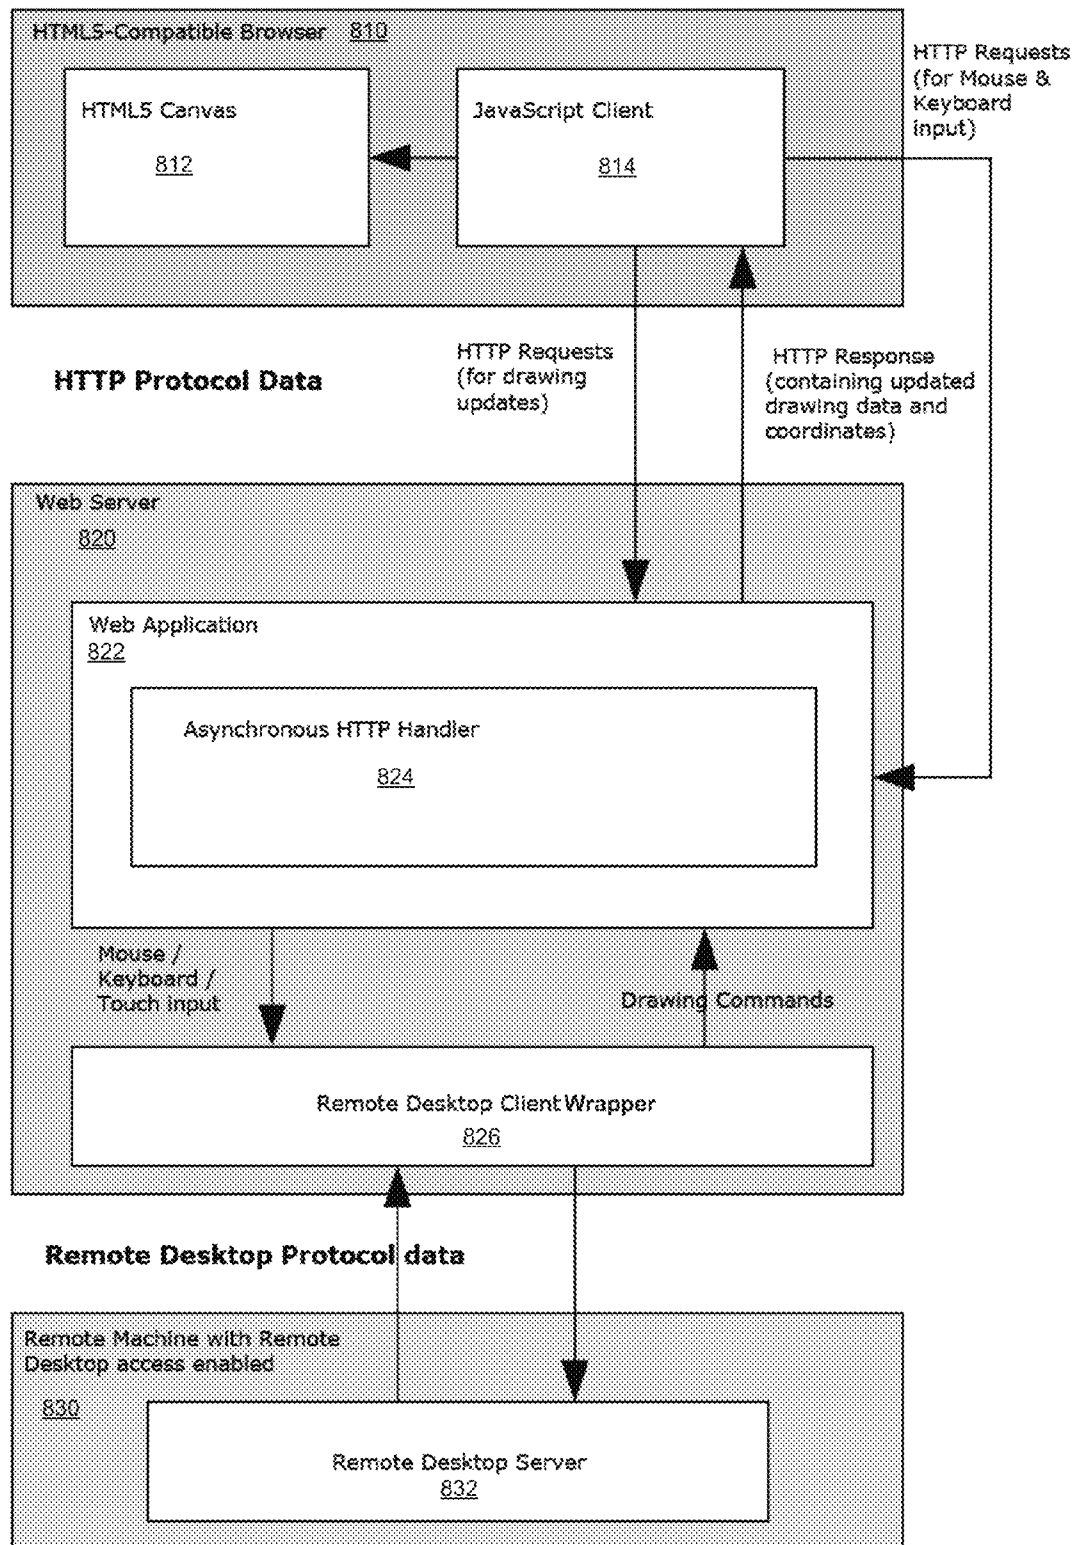 HTML5-Compatible Browser 810
HTTP Requests
(for Mouse &
Keyboard
input)
HTML5 Canvas
812
JavaScript Client
814
HTTP Protocol Data
HTTP Requests
(for drawing
updates)
HTTP Response
(containing updated
drawing data and
coordinates)
Web Server
820
Web Application
822
Asynchronous HTTP Handler
824
Mouse /
Keyboard /
Touch input
Drawing Commands
Remote Desktop Client Wrapper
826
Remote Desktop Protocol data
Remote Machine with Remote
Desktop access enabled
830
Remote Desktop Server
832